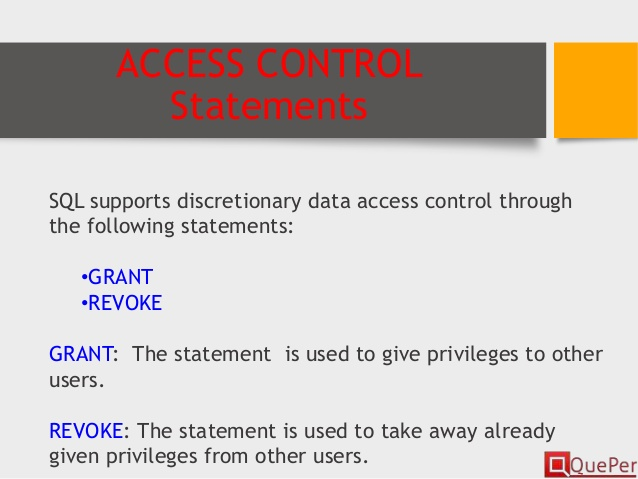 ACCESS CONTROL
Statements
SQL supports discretionary data access control through
the following statements:
•GRANT
•REVOKE
GRANT: The statement is used to give privileges to other
users.
REVOKE: The statement is used to take away already
given privileges from other users.
QuePer